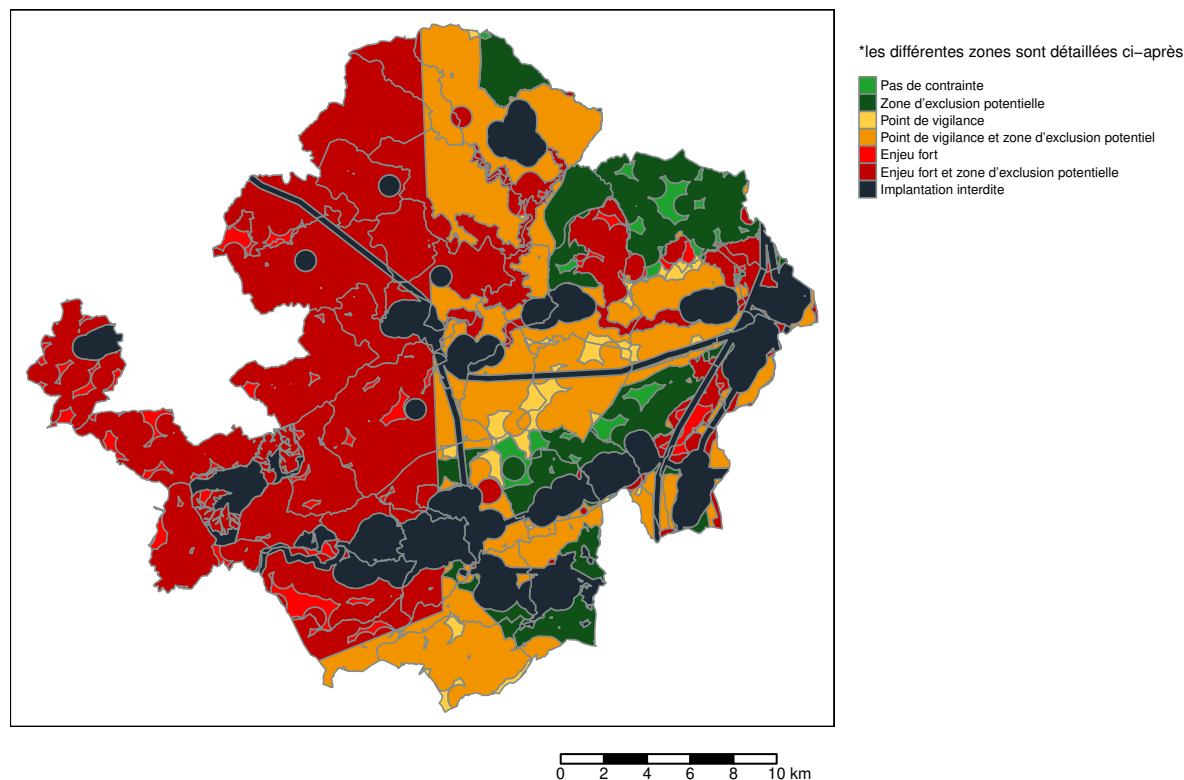 *les différentes zones sont détaillées ci−après
Pas de contrainte
Zone d'exclusion potentielle
Point de vigilance
Point de vigilance et zone d'exclusion potentiel
Enjeu fort
Enjeu fort et zone d'exclusion potentielle
Implantation interdite
0 2 4 6 8 10 km